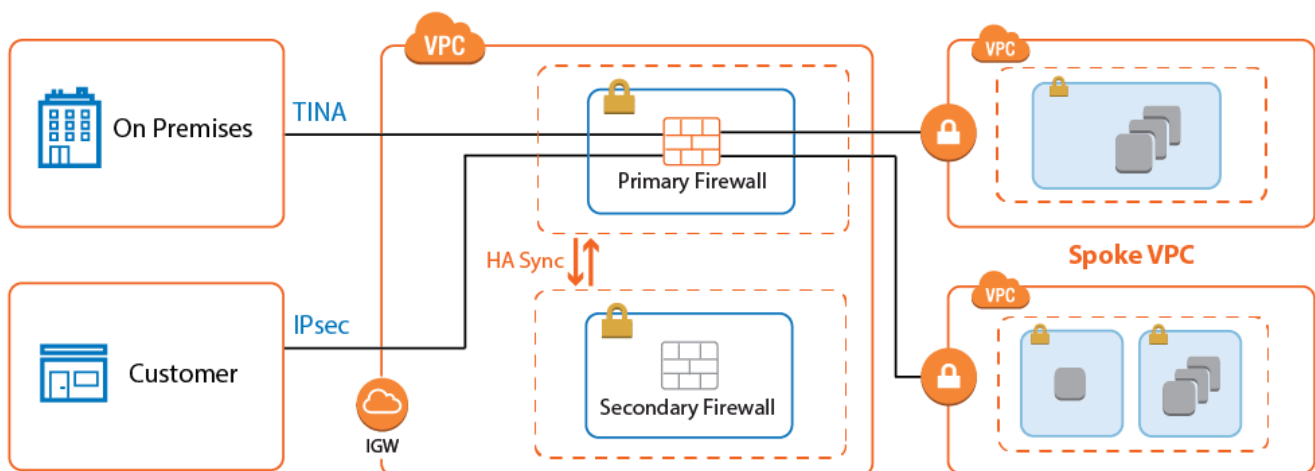 VPC
VPC
On Premises
TINA
Primary Firewall
HA Sync
Spoke VPC
VPC
Customer
IPsec
Secondary Firewall
IGW